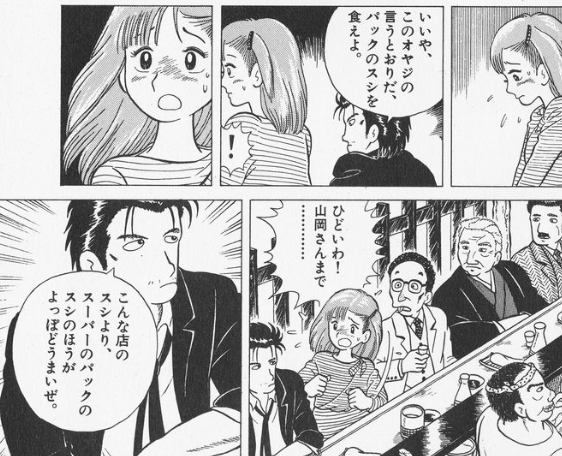 いいや、
このオヤジの
言うとおりだ、
パックのスシを
食えよ。
!
ひどいわ!
山岡さんまで
…………
こんな店の
スシより、
スーパーのパックの
スシのほうが
よっぽどうまいぜ。